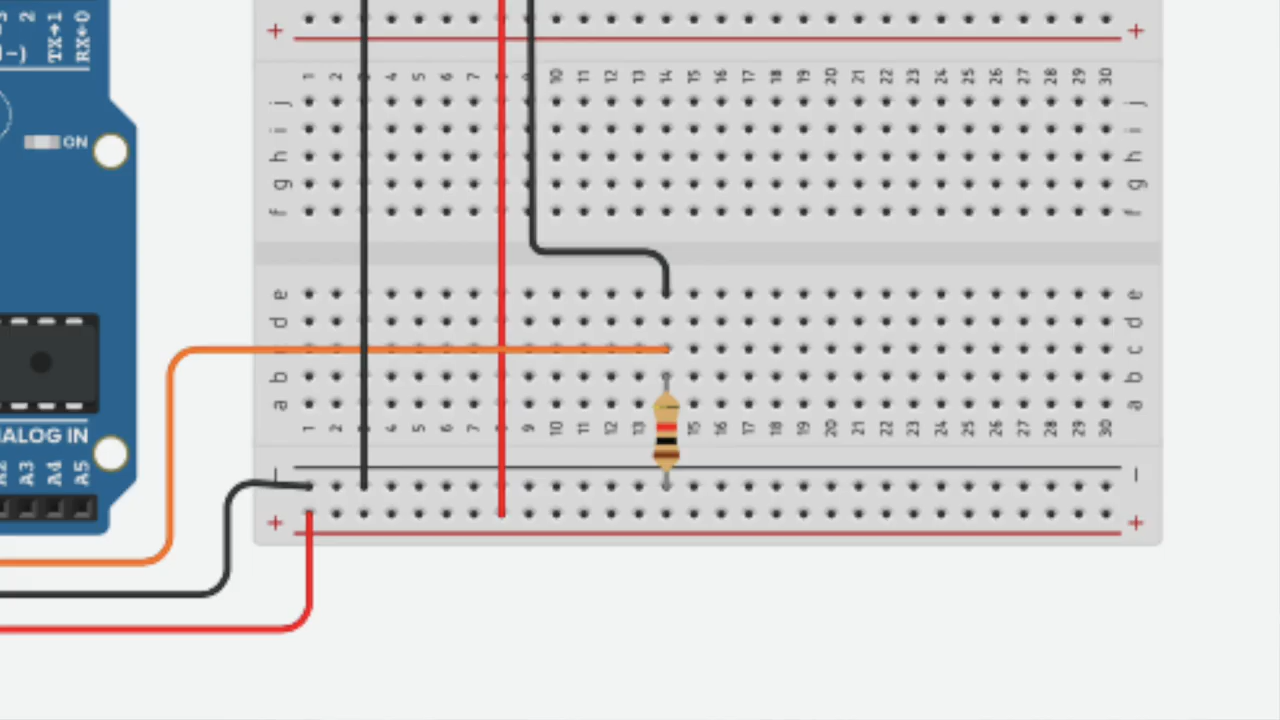 2
TX→1
RX←0
ON
+ +
1 2 4 5 6 7 10 11 12 13 14 15 16 17 18 19 20 21 22 23 24 25 26 27 28 29 30
j j
i i
h h
g g
f f
e e
d d
c
b b
a a
1 2 4 5 6 7 9 10 11 12 13 15 16 17 18 19 20 21 22 23 24 25 26 27 28 29 30
ALOG IN
A3
A4
A5
− −
+ +